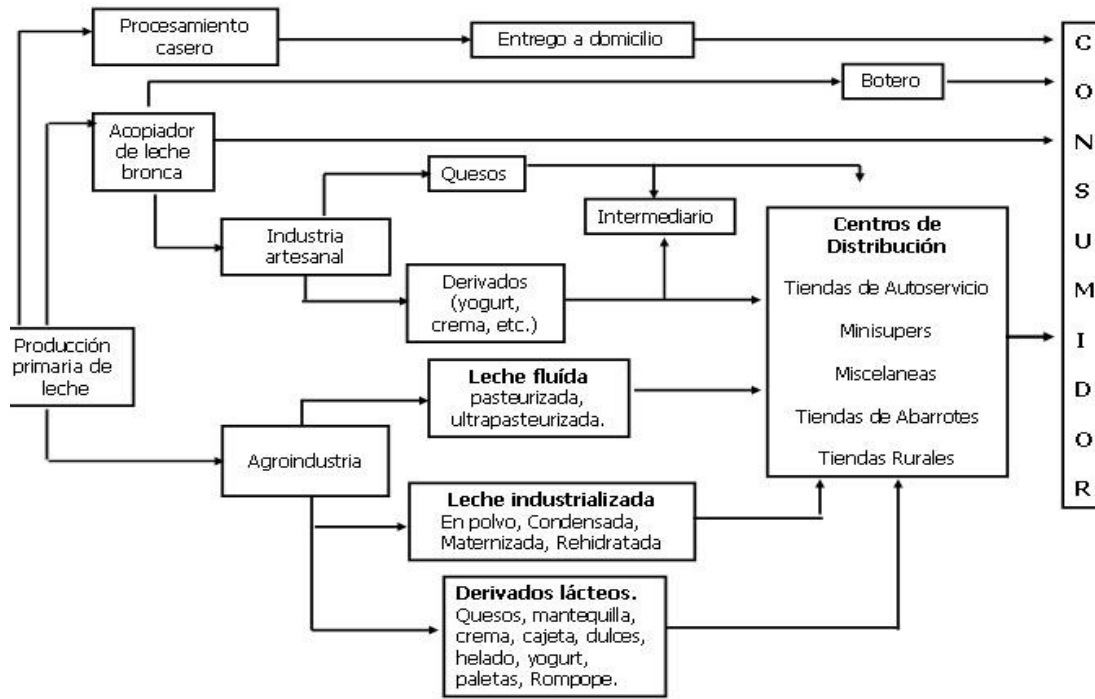 Procesamiento
casero
Entrego a domicilio
Botero
Acopiador
de leche
bronca
Quesos
Intermediario
Industria
artesanal
Derivados
(yogurt,
crema, etc.)
Producción
primaria de
leche
Leche fluída
pasteurizada,
ultrapasteurizada.
Agroindustria
Leche industrializada
En polvo, Condensada,
Maternizada, Rehidratada
Derivados lácteos.
Quesos, mantequilla,
crema, cajeta, dulces,
helado, yogurt,
paletas, Rompope.
Centros de
Distribución
Tiendas de Autoservicio
Minisupers
Miscelaneas
Tiendas de Abarrotes
Tiendas Rurales
C
O
N
S
U
M
I
D
O
R